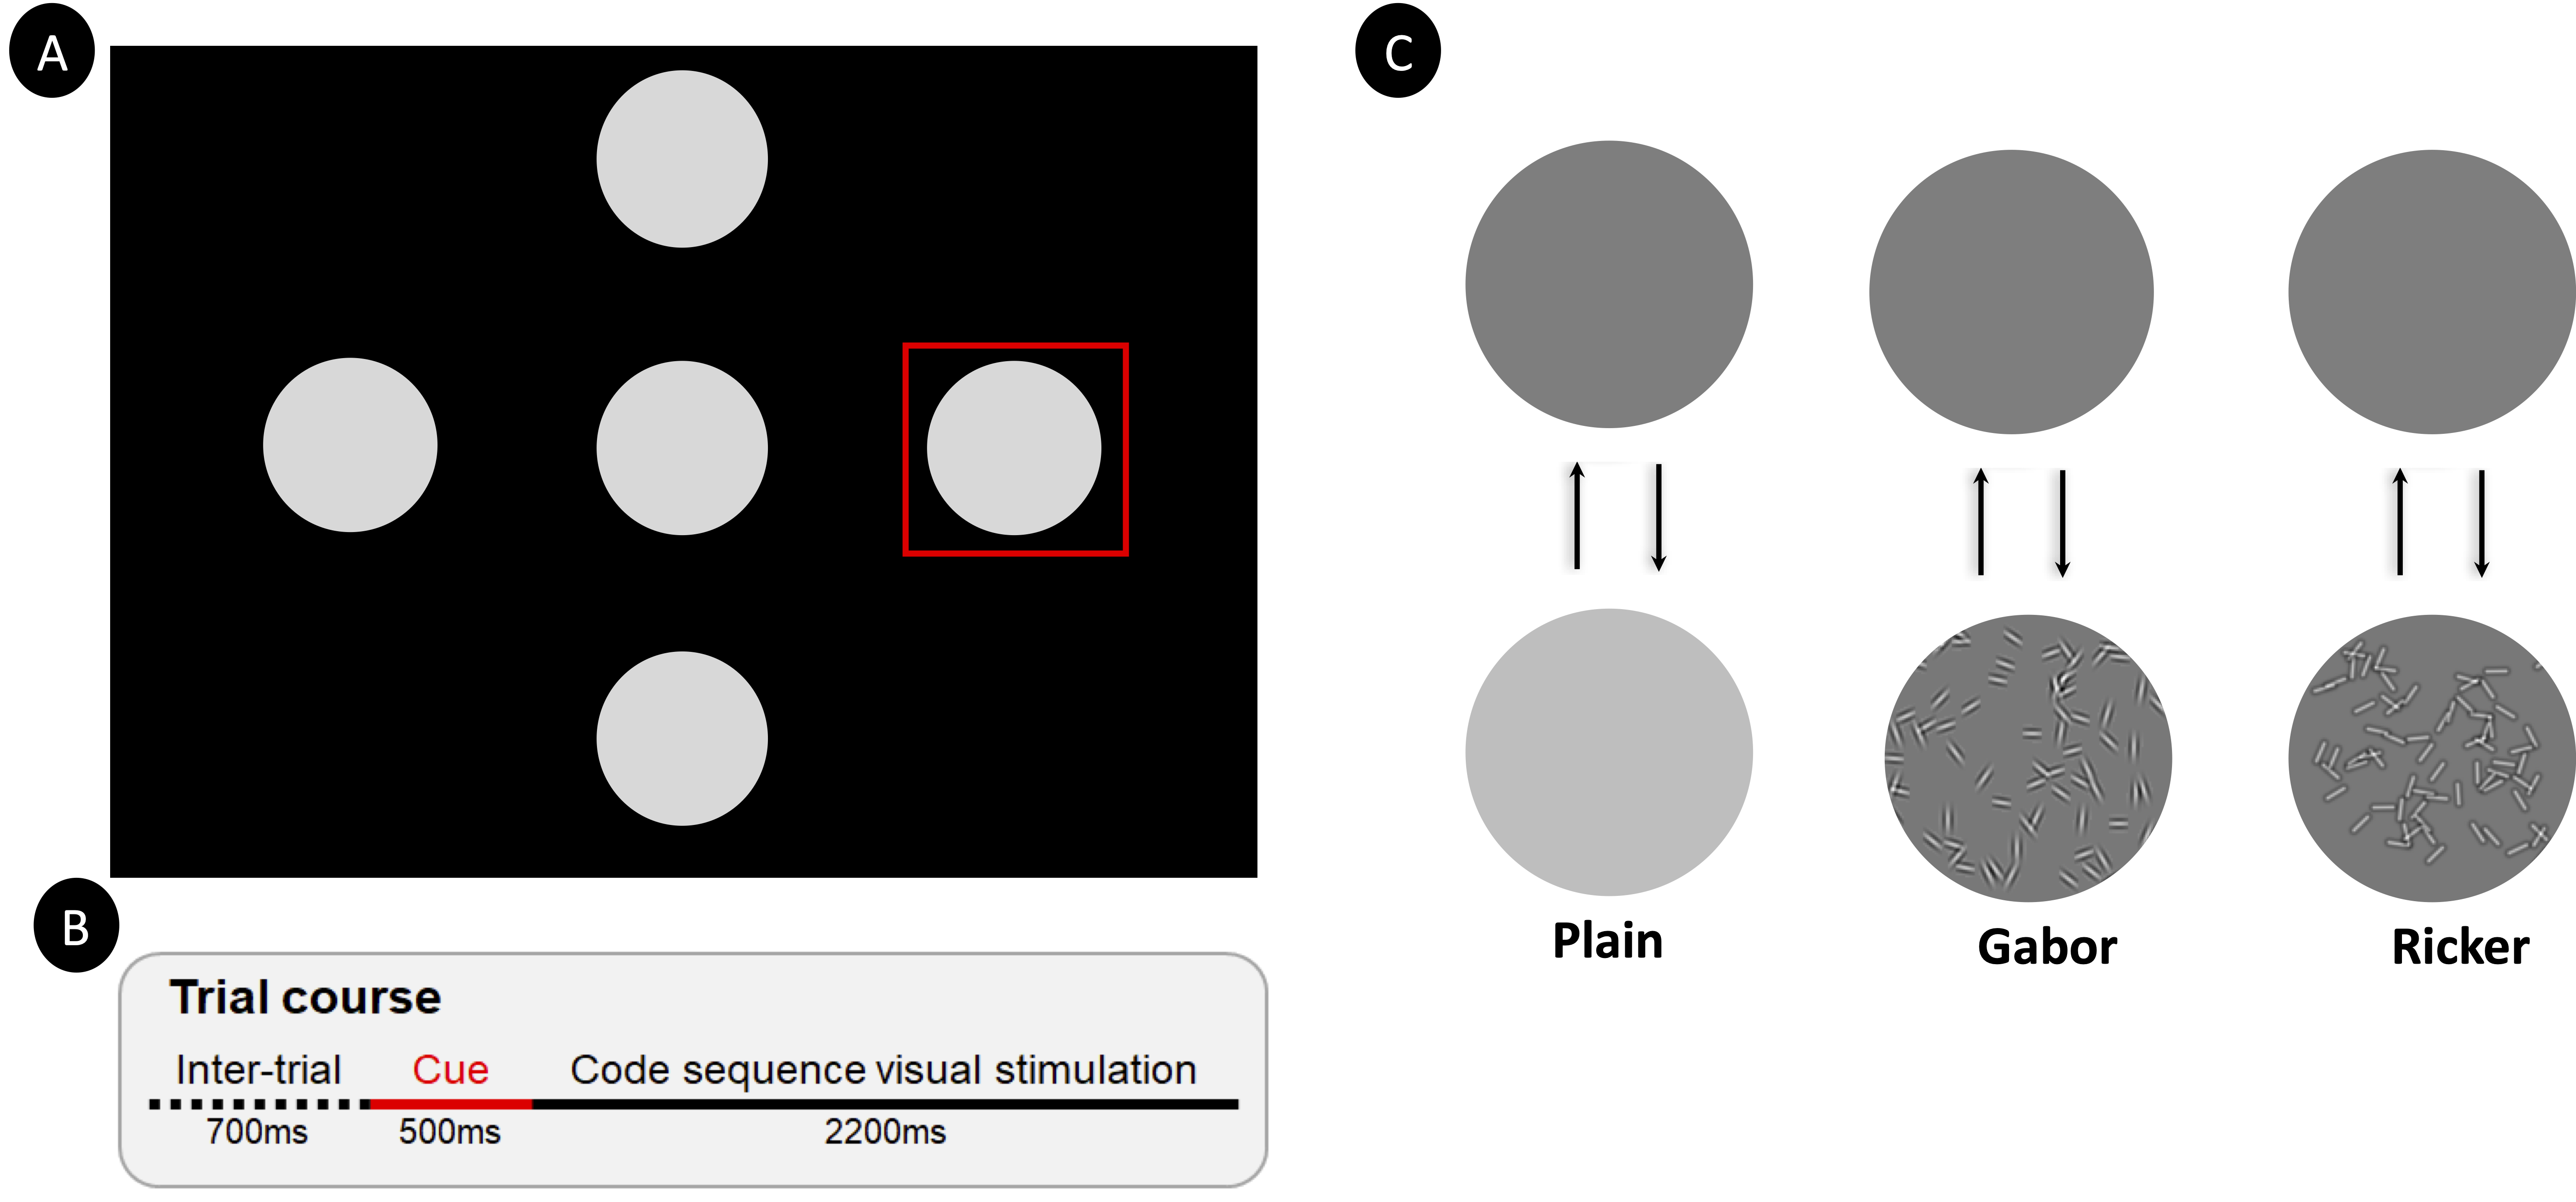 A
C
Plain
Gabor
Ricker
B
Trial course
Inter-trial Cue Code sequence visual stimulation
700ms 500ms 2200ms